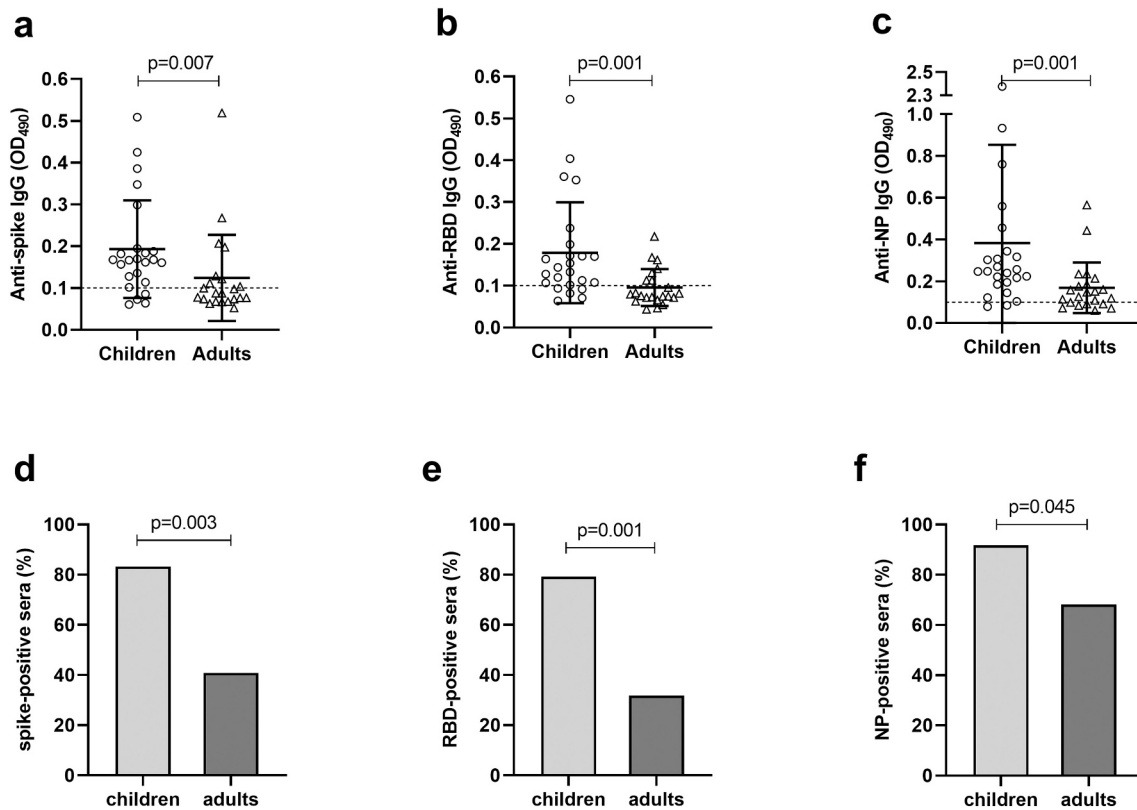 a
p=0.007
Anti-spike IgG (OD490)
0.6
0.5
0.4
0.3
0.2
0.1
0.0
Children Adults
b
p=0.001
Anti-RBD IgG (OD490)
0.6
0.5
0.4
0.3
0.2
0.1
0.0
Children Adults
c
p=0.001
Anti-NP IgG (OD490)
2.5
2.3
1.0
0.8
0.6
0.4
0.2
0.0
Children Adults
d
p=0.003
spike-positive sera (%)
100
80
60
40
20
0
children adults
e
p=0.001
RBD-positive sera (%)
100
80
60
40
20
0
children adults
f
p=0.045
NP-positive sera (%)
100
80
60
40
20
0
children adults